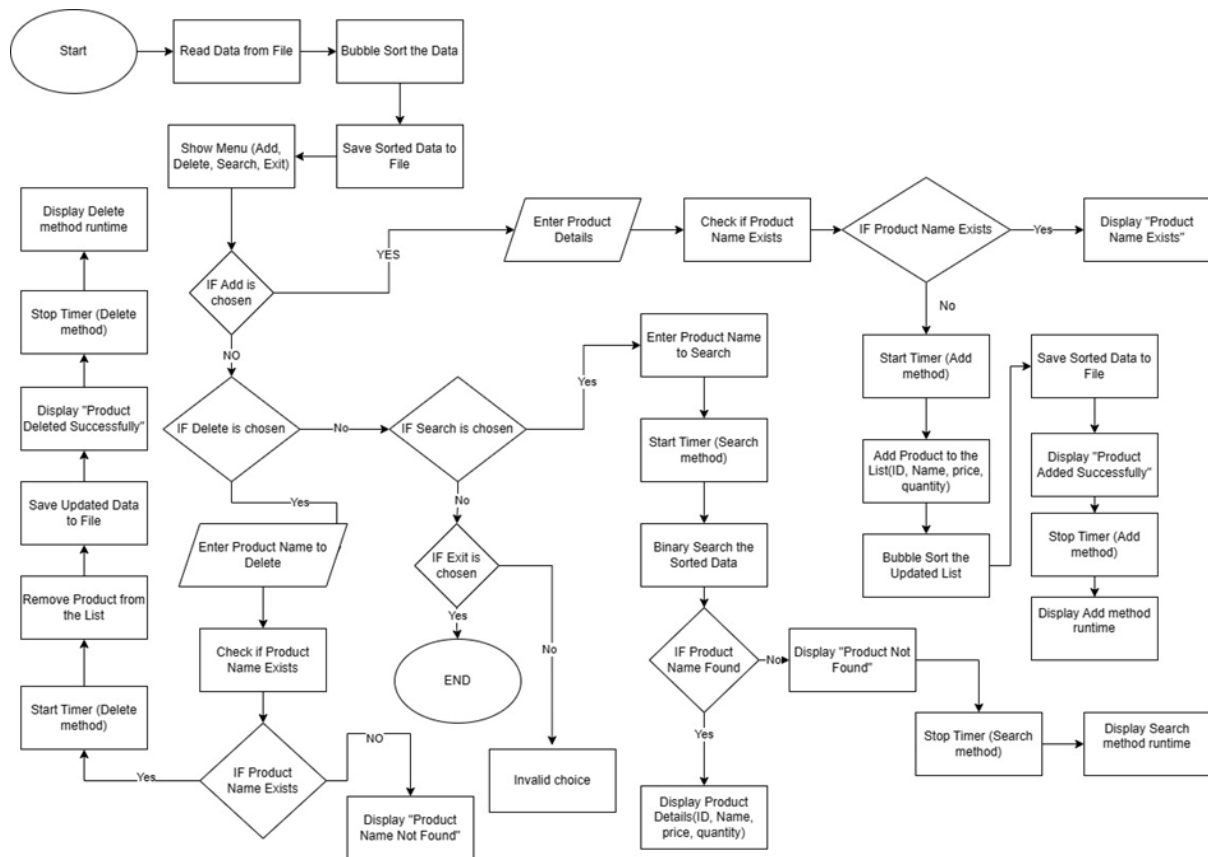 Start
Read Data from File
Bubble Sort the Data
Show Menu (Add,
Delete, Search, Exit)
Save Sorted Data to
File
Display Delete
method runtime
Enter Product
Details
Check if Product
Name Exists
IF Product Name Exists
Yes
Display "Product
Name Exists"
YES
IF Add is
chosen
Stop Timer (Delete
method)
No
NO
Enter Product Name
to Search
Start Timer (Add
method)
Save Sorted Data to
File
Yes
Display "Product
Deleted Successfully"
IF Delete is chosen
No
IF Search is chosen
Start Timer (Search
method)
Add Product to the
List(ID, Name, price,
quantity)
Display "Product
Added Successfully"
Yes
No
Save Updated Data
to File
Enter Product Name to
Delete
IF Exit is
chosen
Binary Search the
Sorted Data
Bubble Sort the
Updated List
Stop Timer (Add
method)
Remove Product from
the List
Yes
Display Add method
runtime
Check if Product
Name Exists
No
IF Product
Name Found
No
Display "Product Not
Found"
END
Start Timer (Delete
method)
Yes
Stop Timer (Search
method)
Display Search
method runtime
NO
Yes
IF Product
Name Exists
Invalid choice
Display "Product
Name Not Found"
Display Product
Details(ID, Name,
price, quantity)